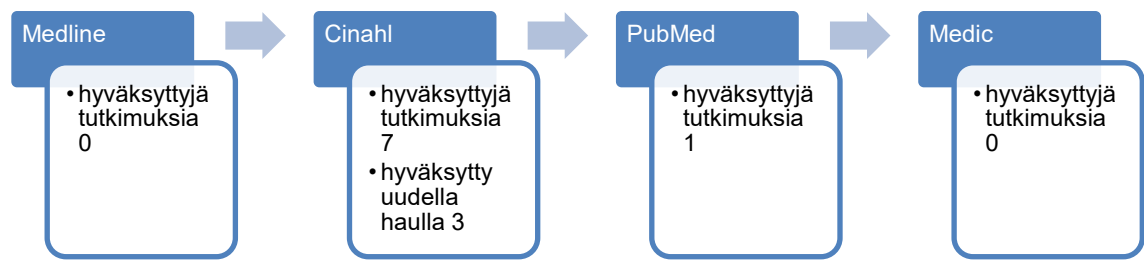 Medline
• hyväksyttyjä
tutkimuksia
0
Cinahl
• hyväksyttyjä
tutkimuksia
7
• hyväksytty
uudella
haulla 3
PubMed
• hyväksyttyjä
tutkimuksia
1
Medic
• hyväksyttyjä
tutkimuksia
0